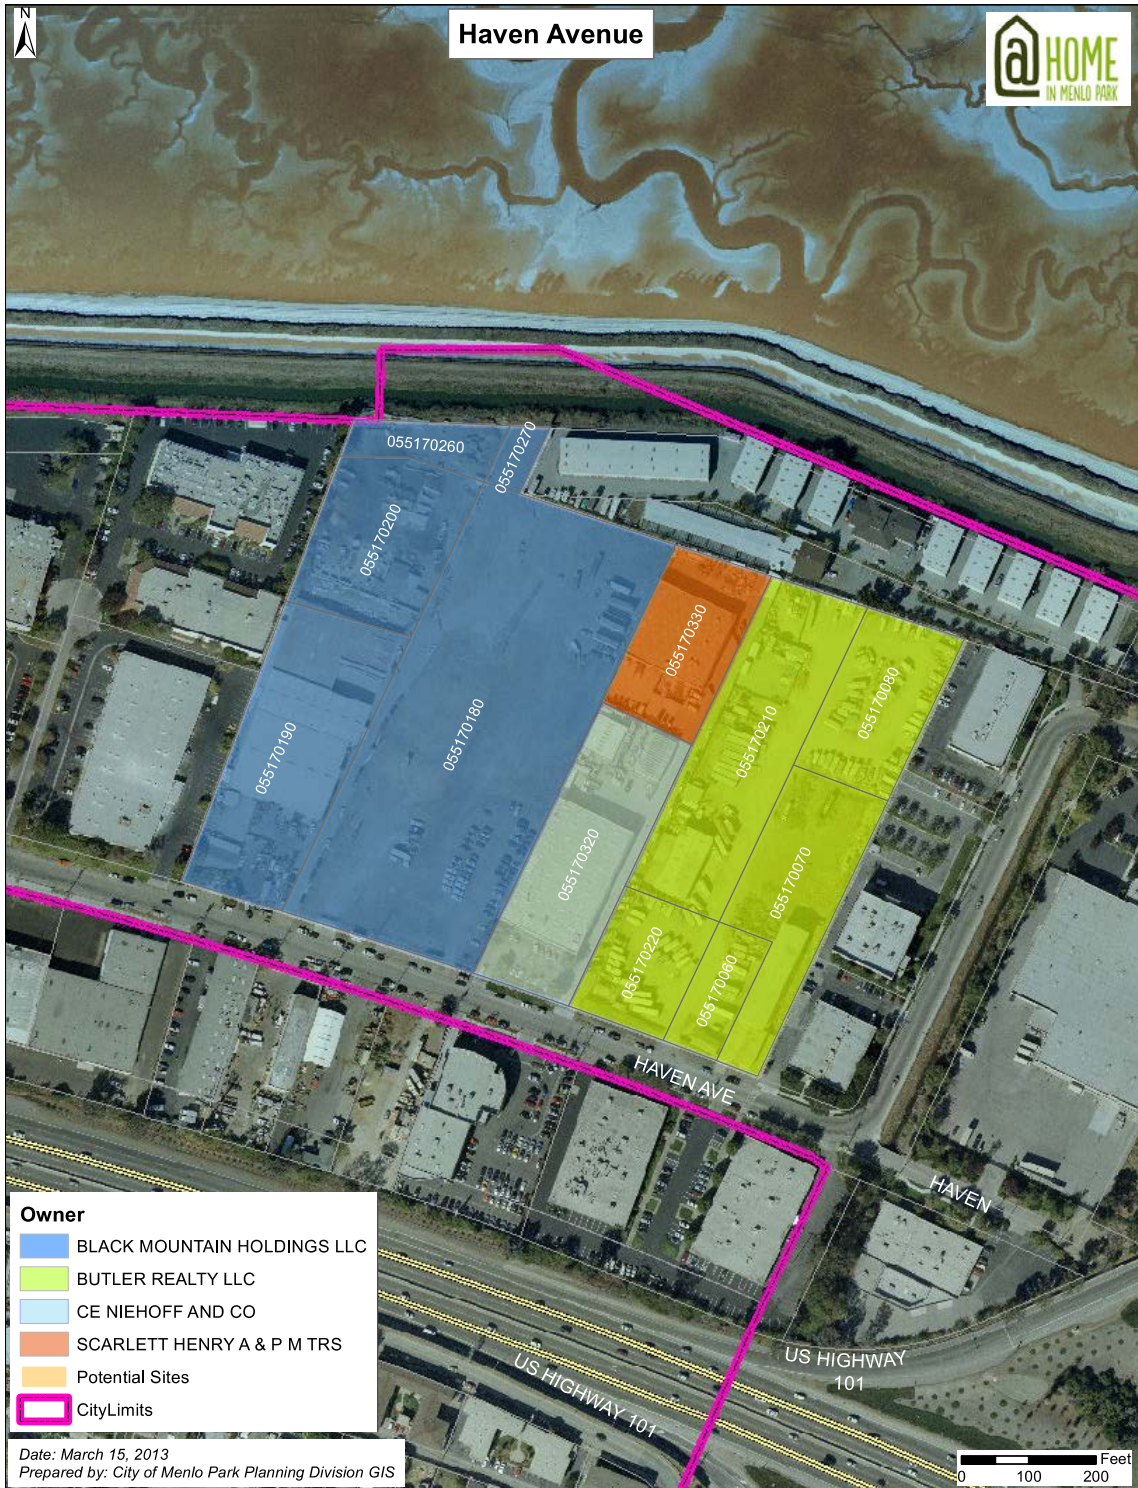 N
Haven Avenue
@ HOME
IN MENLO PARK
055170260
055170270
055170200
055170330
055170080
055170210
055170180
055170190
055170070
055170320
055170220
055170060
HAVEN AVE
HAVEN
US HIGHWAY
101
US HIGHWAY 101
Owner
BLACK MOUNTAIN HOLDINGS LLC
BUTLER REALTY LLC
CE NIEHOFF AND CO
SCARLETT HENRY A & P M TRS
Potential Sites
CityLimits
Date: March 15, 2013
Prepared by: City of Menlo Park Planning Division GIS
Feet
0 100 200